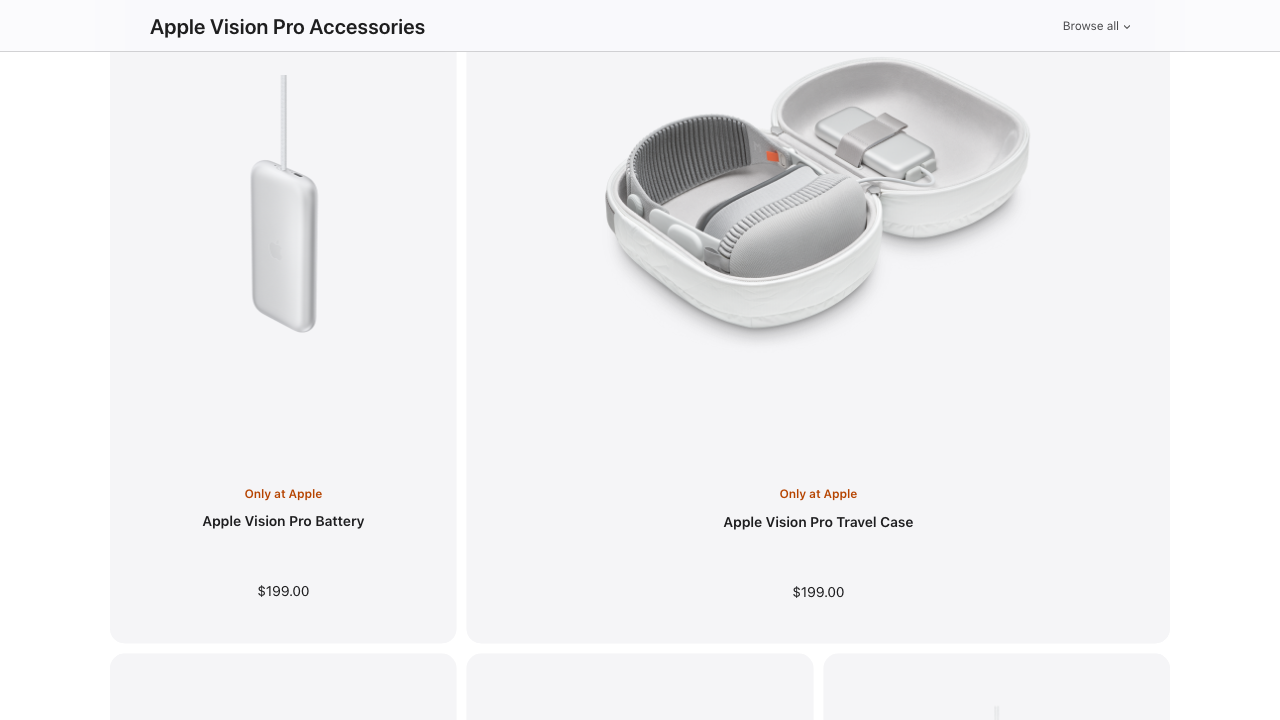 Apple Vision Pro Accessories
Browse all
Only at Apple
Apple Vision Pro Battery
$199.00
Only at Apple
Apple Vision Pro Travel Case
$199.00